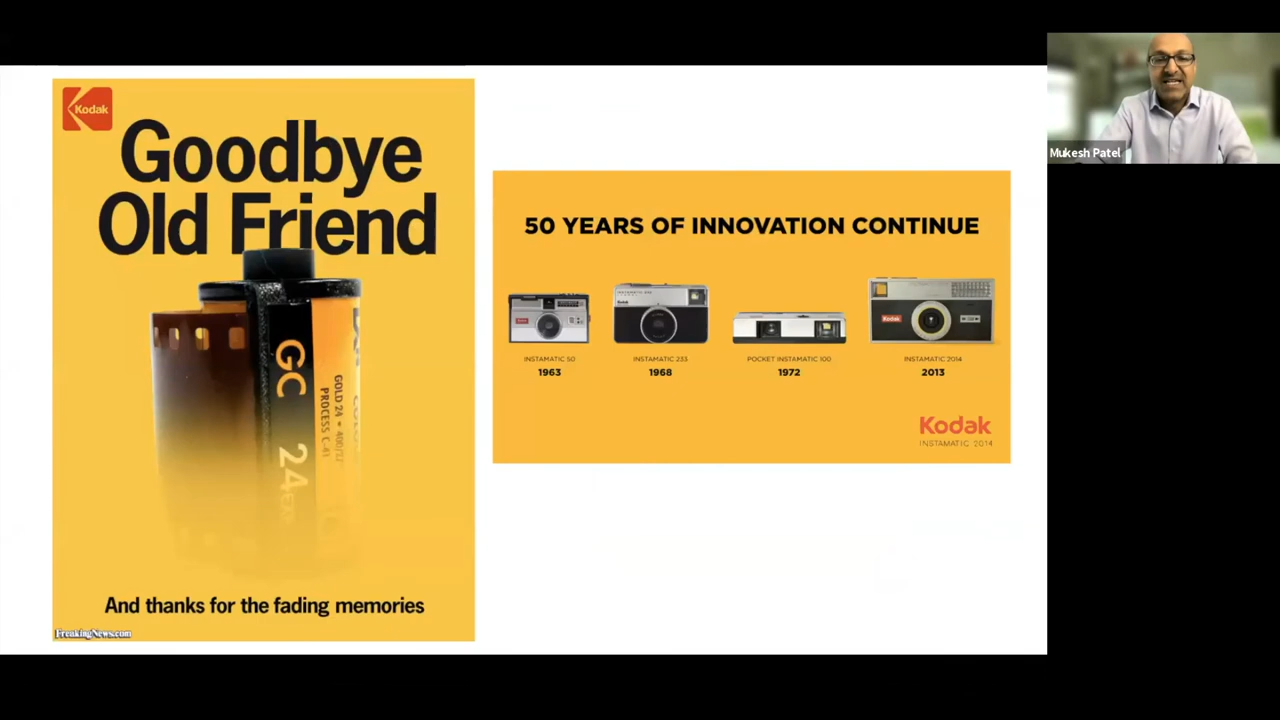 Kodak
Goodbye
Old Friend
GC
24
GOLD 24
PROCESS C-41
And thanks for the fading memories
FreakingNews.com
50 YEARS OF INNOVATION CONTINUE
INSTAMATIC 50
1963
INSTAMATIC 233
1968
POCKET INSTAMATIC 100
1972
Kodak
INSTAMATIC 2014
2013
Kodak
INSTAMATIC 2014
Mukesh Patel